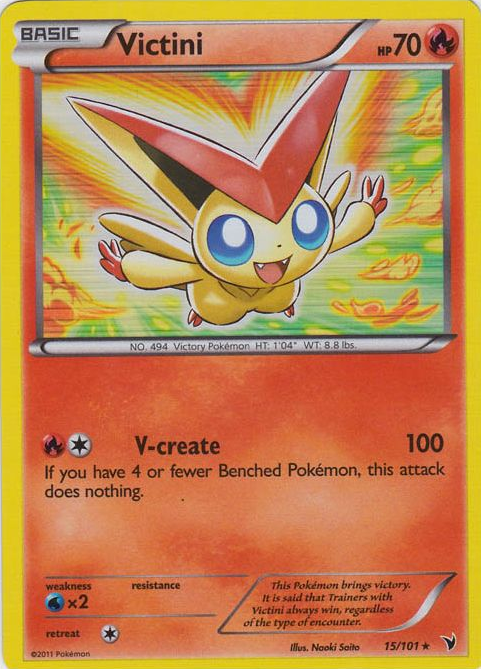 BASIC
Victini
HP 70
NO. 494 Victory Pokémon HT: 1'04" WT: 8.8 lbs.
V-create 100
If you have 4 or fewer Benched Pokémon, this attack
does nothing.
weakness resistance
×2
retreat
This Pokémon brings victory.
It is said that Trainers with
Victini always win, regardless
of the type of encounter.
©2011 Pokémon Illus. Naoki Saito 15/101 ★